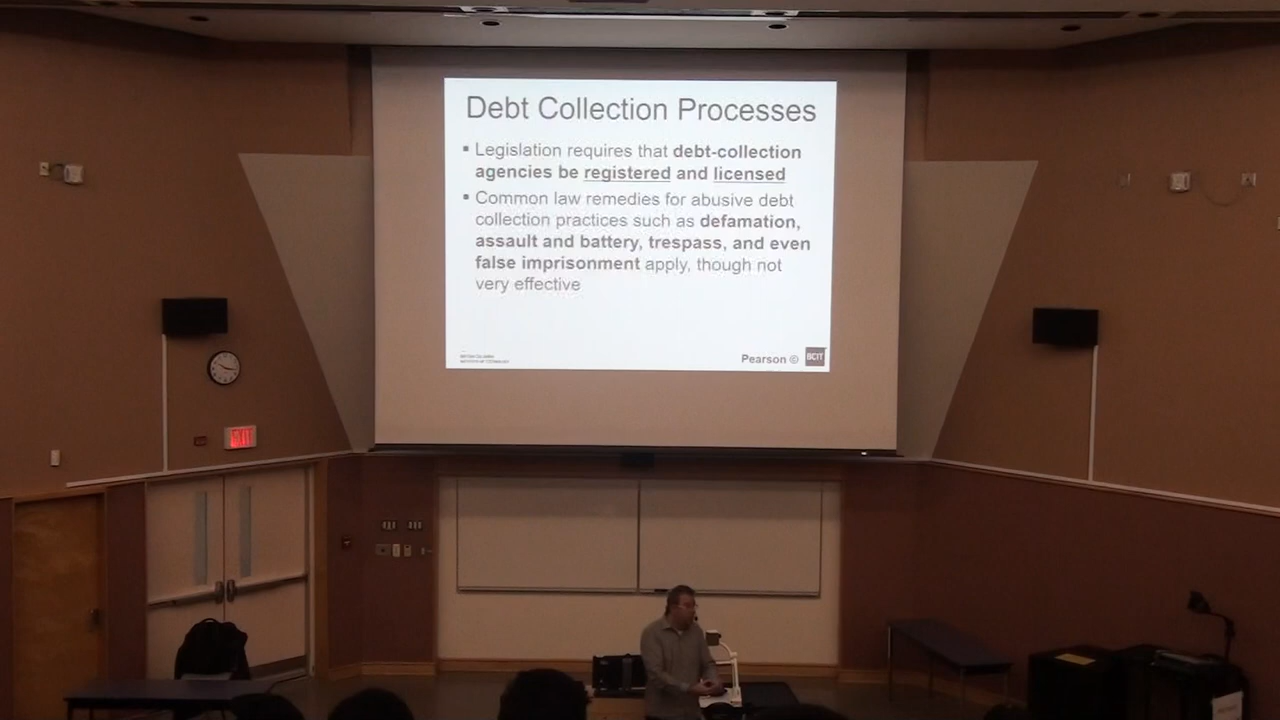 Debt Collection Processes
▪ Legislation requires that debt-collection
agencies be registered and licensed
▪ Common law remedies for abusive debt
collection practices such as defamation,
assault and battery, trespass, and even
false imprisonment apply, though not
very effective
Pearson © BCIT
EXIT